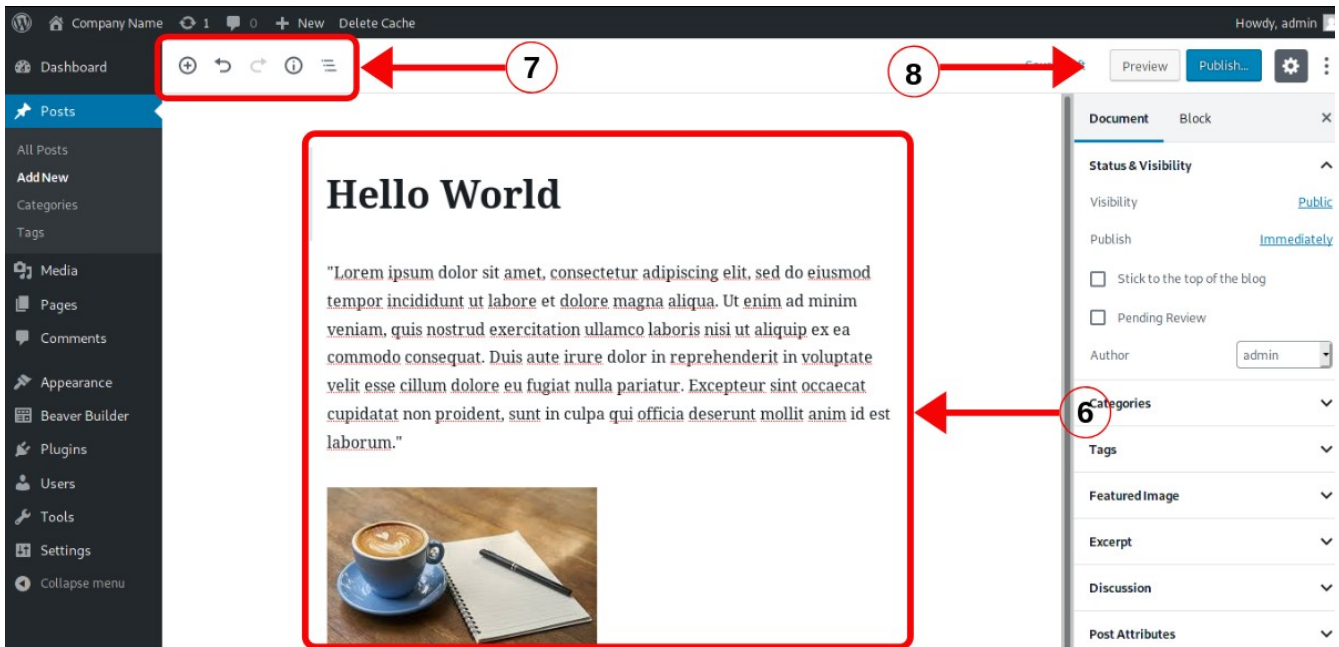 Company Name 1 0 + New Delete Cache Howdy, admin
Dashboard
7
8
Preview Publish...
Posts
All Posts
Add New
Categories
Tags
Media
Pages
Comments
Appearance
Beaver Builder
Plugins
Users
Tools
Settings
Collapse menu
Hello World
"Lorem ipsum dolor sit amet, consectetur adipiscing elit, sed do eiusmod
tempor incididunt ut labore et dolore magna aliqua. Ut enim ad minim
veniam, quis nostrud exercitation ullamco laboris nisi ut aliquip ex ea
commodo consequat. Duis aute irure dolor in reprehenderit in voluptate
velit esse cillum dolore eu fugiat nulla pariatur. Excepteur sint occaecat
cupidatat non proident, sunt in culpa qui officia deserunt mollit anim id est
laborum."
6
Document Block
Status & Visibility
Visibility Public
Publish Immediately
Stick to the top of the blog
Pending Review
Author admin
Categories
Tags
Featured Image
Excerpt
Discussion
Post Attributes